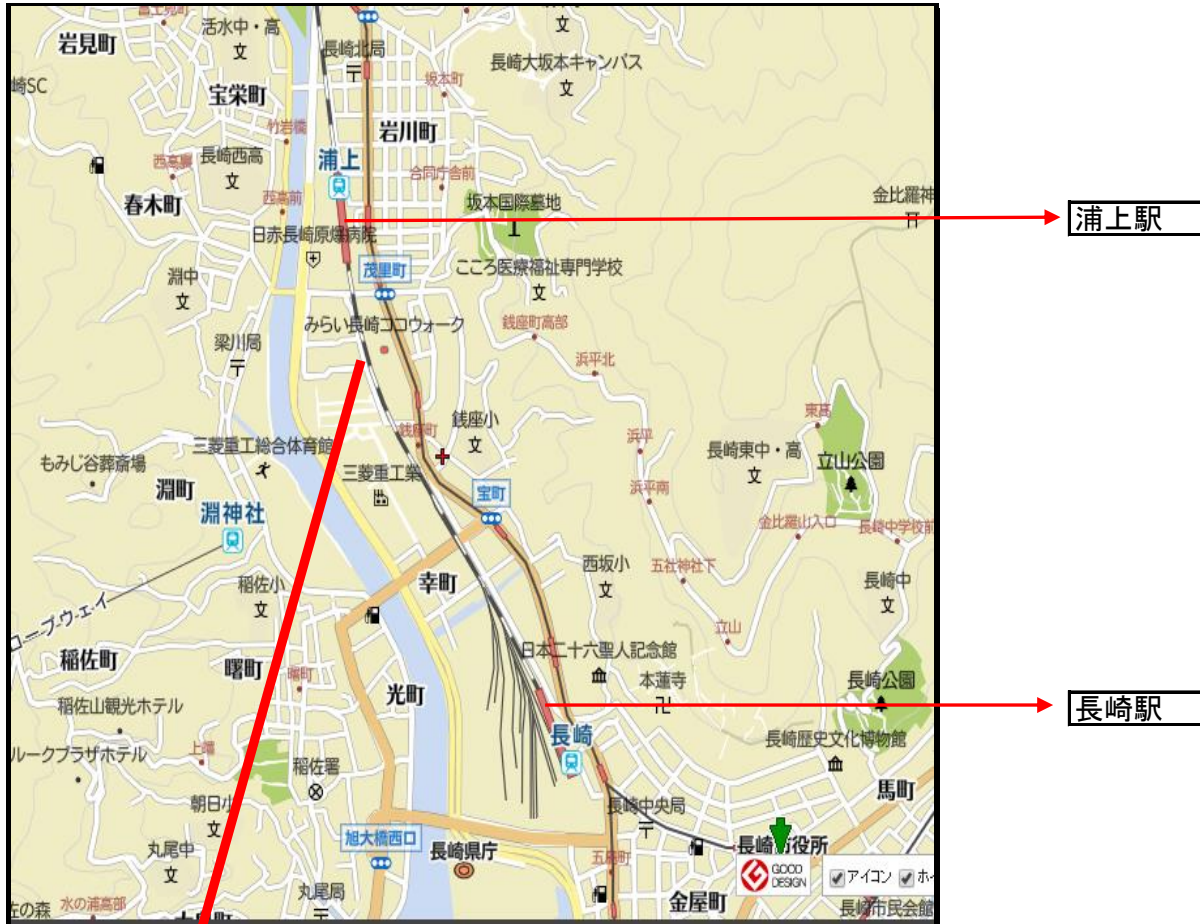 富士見町
活水中・高
岩見町
長崎北局
長崎大坂本キャンパス
崎SC
宝栄町
坂本町
竹岩橋
岩川町
浦上
長崎西高
西高裏
合同庁舎前
春木町
西高前
坂本国際墓地
金比羅神
浦上駅
日赤長崎原爆病院
淵中
茂里町
こころ医療福祉専門学校
みらい長崎ココウォーク
銭座町高部
梁川局
浜平北
東高
銭座小
銭座町
浜平
三菱重工総合体育館
長崎東中・高
立山公園
もみじ谷葬斎場
三菱重工業
淵町
浜平南
宝町
淵神社
金比羅山入口
長崎中学校前
西坂小
五社神社下
稲佐小
幸町
長崎中
ロープウェイ
立山
日本二十六聖人記念館
稲佐町
曙町
曙町
本蓮寺
長崎公園
光町
長崎駅
稲佐山観光ホテル
長崎
長崎歴史文化博物館
ルークプラザホテル
上曙
稲佐署
馬町
朝日小
長崎中央局
旭大橋西口
長崎市役所
丸尾中
長崎県庁
五島町
GOOD
DESIGN
アイコン
丸尾局
金屋町
佐の森
水の浦高部
長崎市民会館